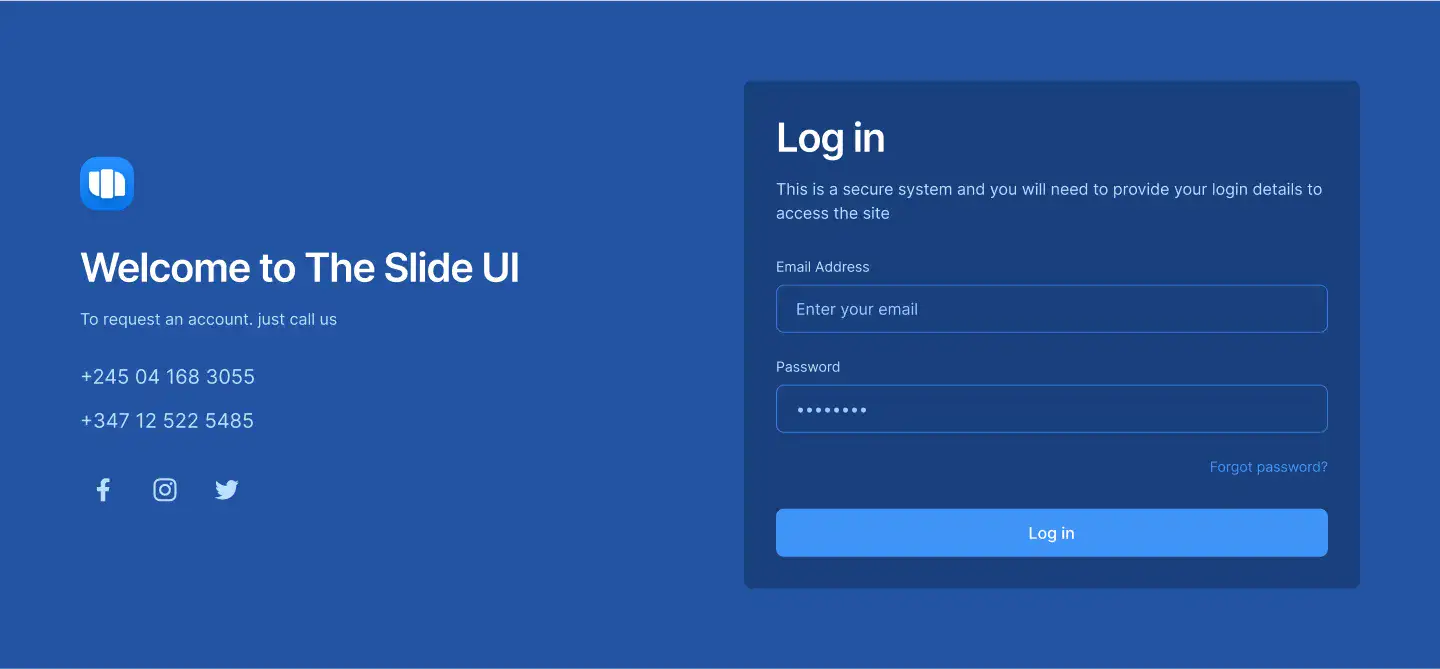 Welcome to The Slide UI
To request an account. just call us
+245 04 168 3055
+347 12 522 5485
Log in
This is a secure system and you will need to provide your login details to
access the site
Email Address
Enter your email
Password
••••••••
Forgot password?
Log in